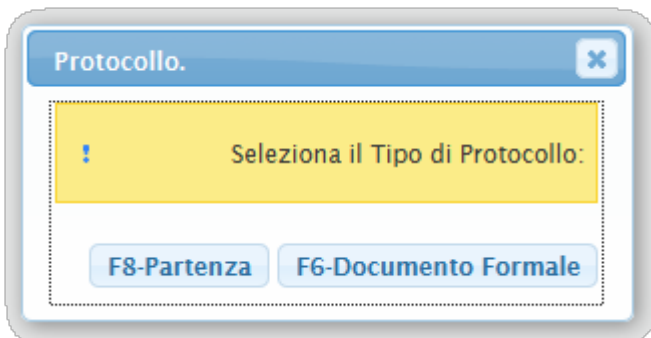 Protocollo.
! Seleziona il Tipo di Protocollo:
F8-Partenza F6-Documento Formale